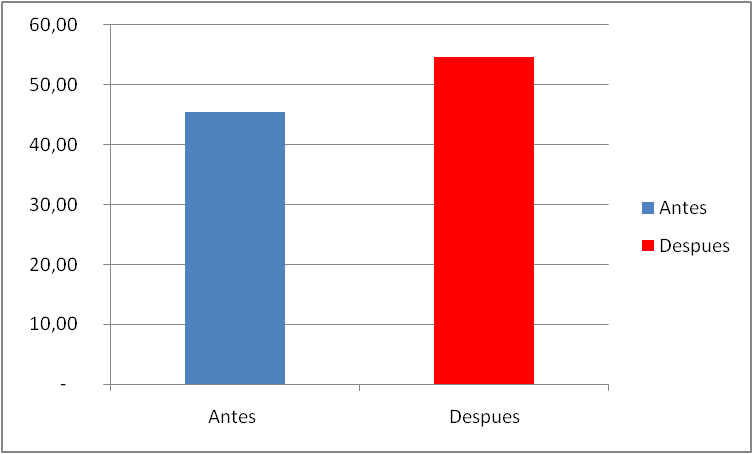 60,00
50,00
40,00
30,00
20,00
10,00
-
Antes
Despues
Antes
Despues